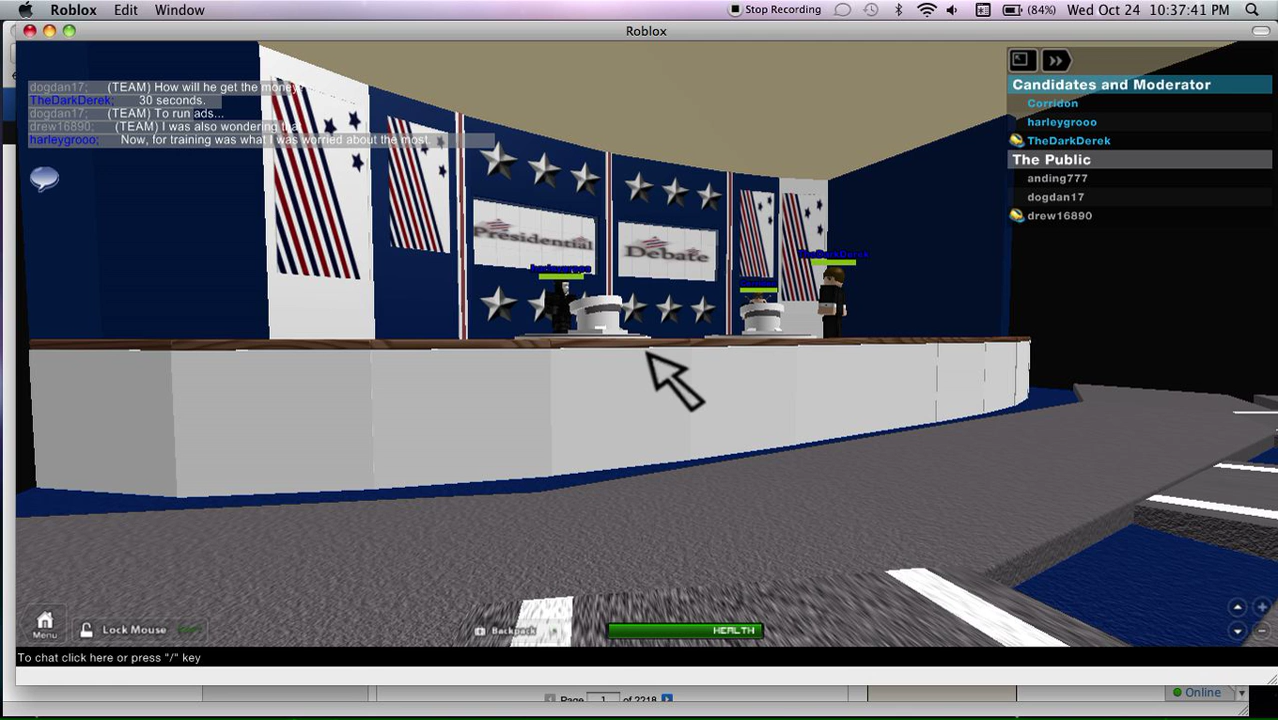 Roblox Edit Window Stop Recording (84%) Wed Oct 24 10:37:41 PM
Roblox
dogdan17; (TEAM) How will he get the money
TheDarkDerek; 30 seconds.
dogdan17; (TEAM) To run ads...
drew16890; (TEAM) I was also wondering
harleygrooo; Now, for training was what I was worried about the most.
Candidates and Moderator
Corridon
harleygrooo
TheDarkDerek
The Public
anding777
dogdan17
drew16890
Presidential
Debate
TheDarkDerek
Menu
Lock Mouse
Backpack
HEALTH
To chat click here or press "/" key
Page 1 of 2218
Online